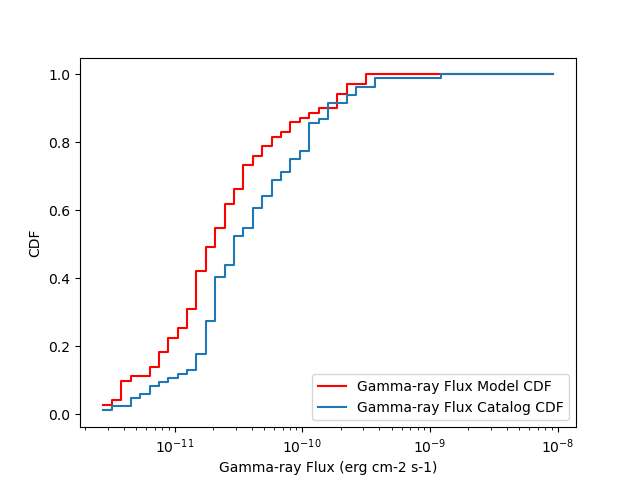 1.0
0.8
0.6
0.4
0.2
0.0
CDF
10⁻¹¹ 10⁻¹⁰ 10⁻⁹ 10⁻⁸
Gamma-ray Flux (erg cm-2 s-1)
Gamma-ray Flux Model CDF
Gamma-ray Flux Catalog CDF